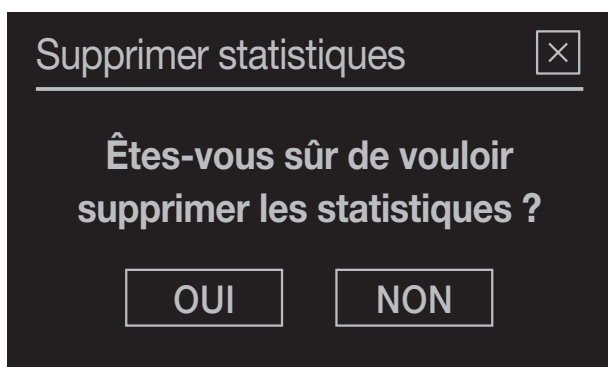 Supprimer statistiques
Êtes-vous sûr de vouloir
supprimer les statistiques ?
OUI NON